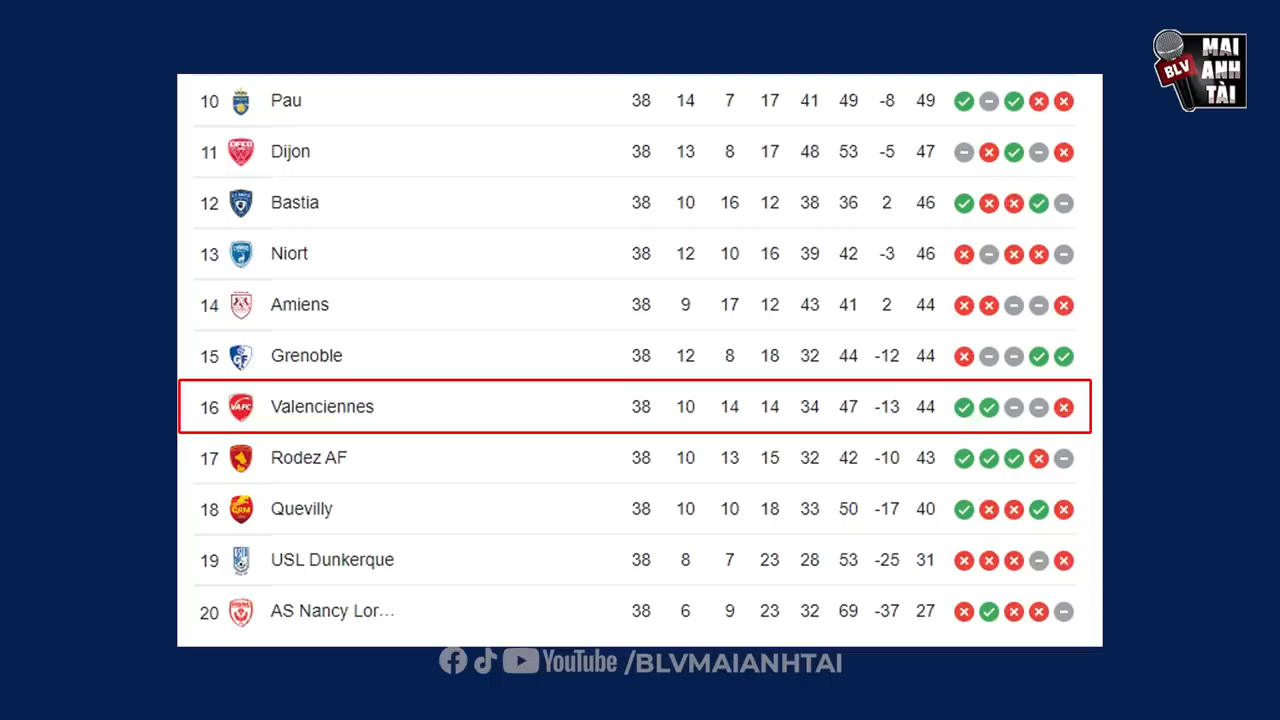 MAI
BLV ANH
TÀI
10 Pau 38 14 7 17 41 49 -8 49
11 Dijon 38 13 8 17 48 53 -5 47
12 Bastia 38 10 16 12 38 36 2 46
13 Niort 38 12 10 16 39 42 -3 46
14 Amiens 38 9 17 12 43 41 2 44
15 Grenoble 38 12 8 18 32 44 -12 44
16 VAFC Valenciennes 38 10 14 14 34 47 -13 44
17 Rodez AF 38 10 13 15 32 42 -10 43
18 Quevilly 38 10 10 18 33 50 -17 40
19 USL Dunkerque 38 8 7 23 28 53 -25 31
20 AS Nancy Lor... 38 6 9 23 32 69 -37 27
YouTube /BLVMAIANHTAI